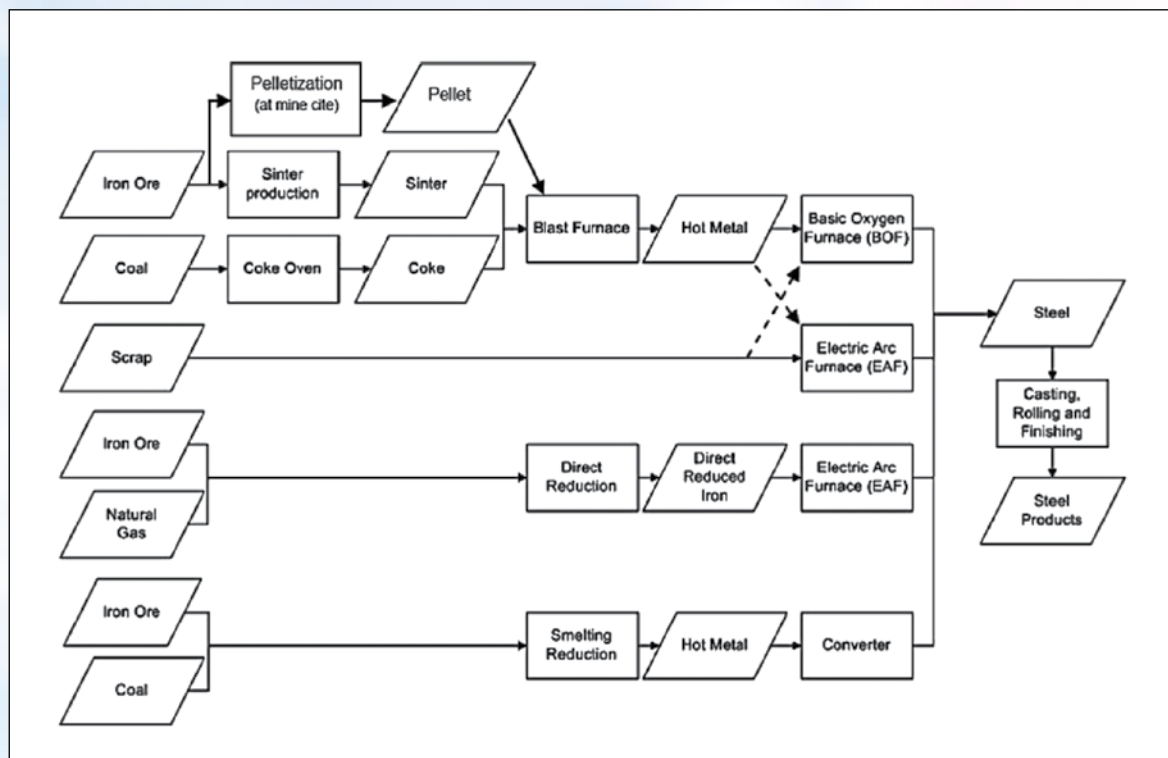 Pelletization
(at mine cite)
Pellet
Iron Ore
Sinter
production
Sinter
Blast Furnace
Hot Metal
Basic Oxygen
Furnace (BOF)
Coal
Coke Oven
Coke
Steel
Scrap
Electric Arc
Furnace (EAF)
Casting,
Rolling and
Finishing
Iron Ore
Natural
Gas
Direct
Reduction
Direct
Reduced
Iron
Electric Arc
Furnace (EAF)
Steel
Products
Iron Ore
Coal
Smelting
Reduction
Hot Metal
Converter